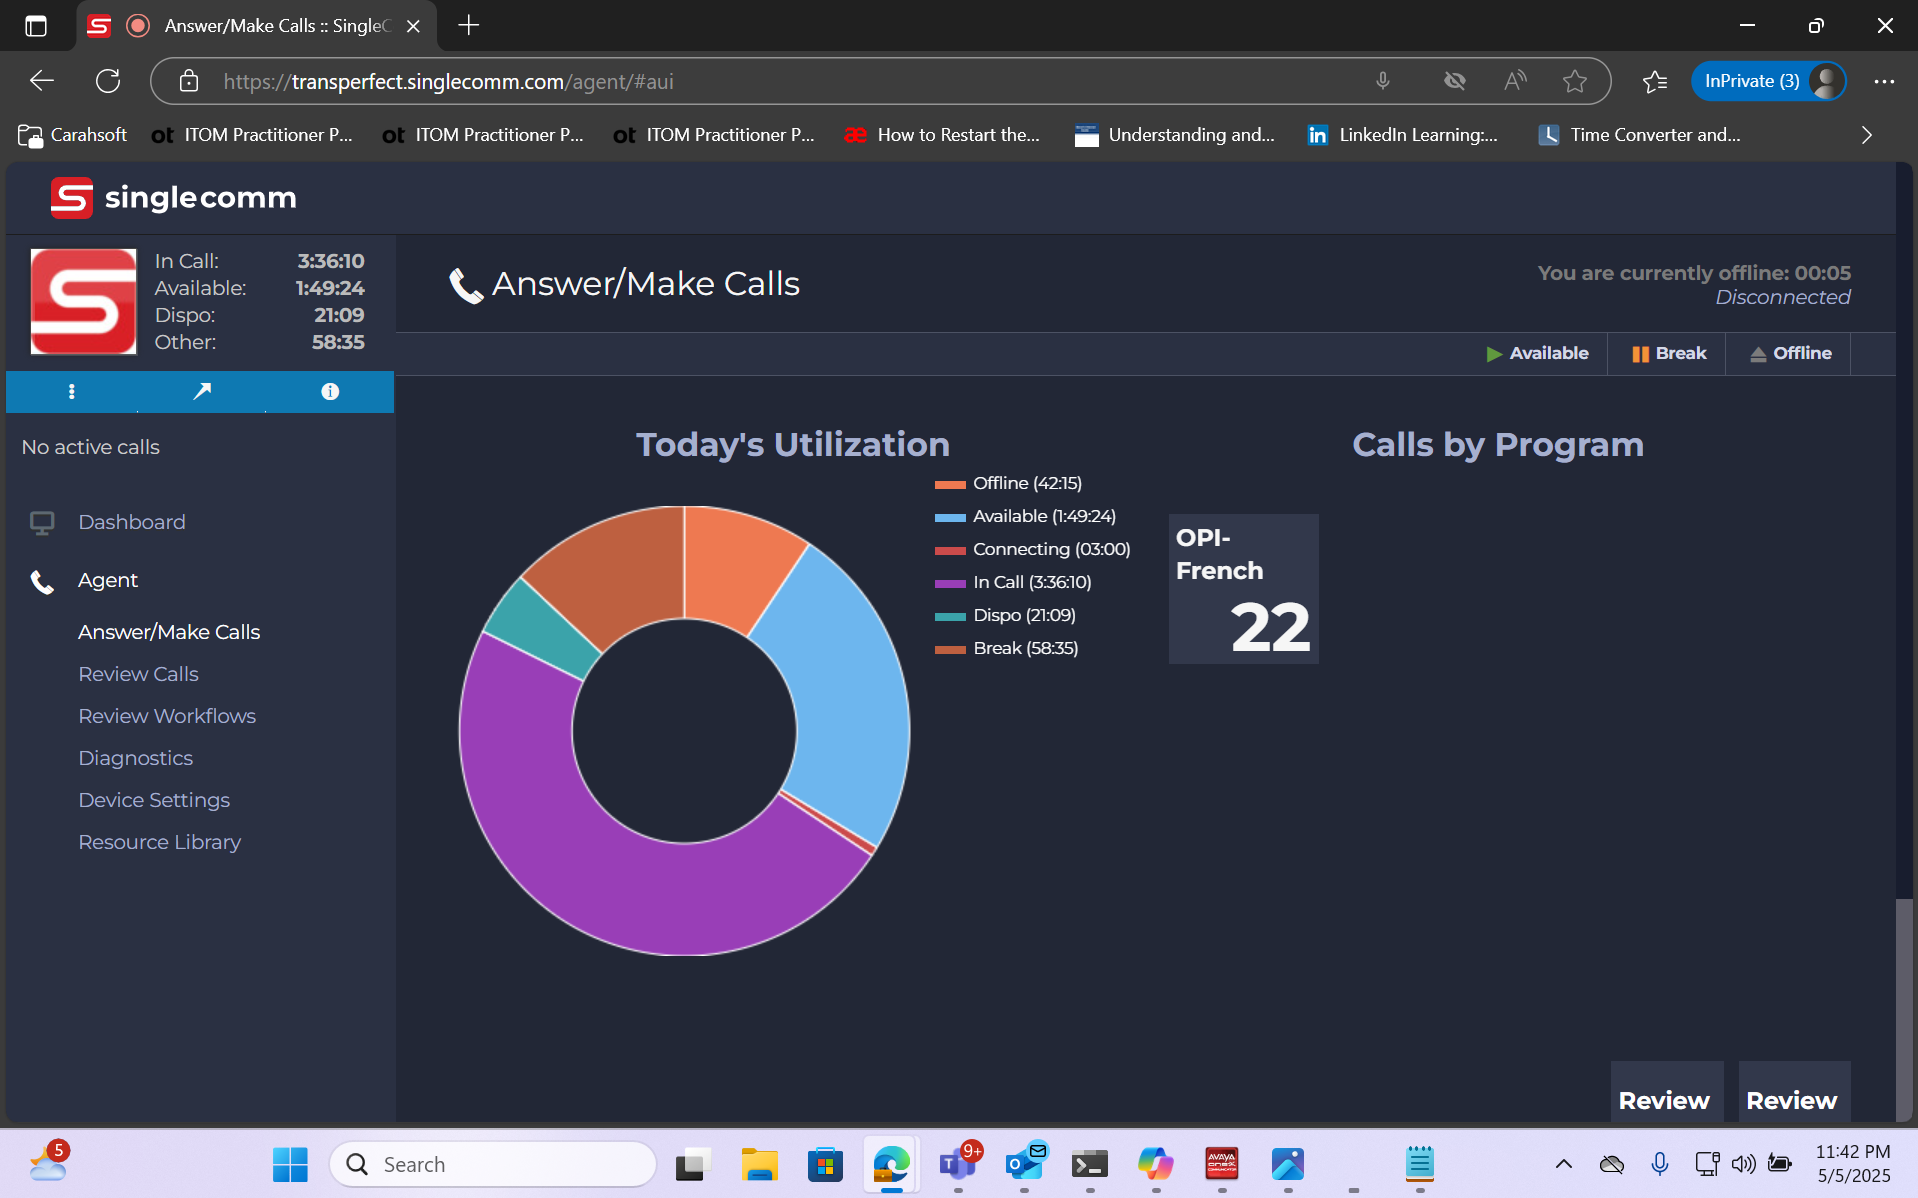 Answer/Make Calls :: SingleC
https://transperfect.singlecomm.com/agent/#aui
InPrivate (3)
Carahsoft
ot ITOM Practitioner P...
ot ITOM Practitioner P...
ot ITOM Practitioner P...
æ How to Restart the...
Understanding and...
in LinkedIn Learning:...
Time Converter and...
singlecomm
In Call: 3:36:10
Available: 1:49:24
Dispo: 21:09
Other: 58:35
Answer/Make Calls
You are currently offline: 00:05
Disconnected
Available
Break
Offline
No active calls
Dashboard
Agent
Answer/Make Calls
Review Calls
Review Workflows
Diagnostics
Device Settings
Resource Library
Today's Utilization
Offline (42:15)
Available (1:49:24)
Connecting (03:00)
In Call (3:36:10)
Dispo (21:09)
Break (58:35)
Calls by Program
OPI-
French
22
Review
Review
5
Search
9+
AVAYA
11:42 PM
5/5/2025